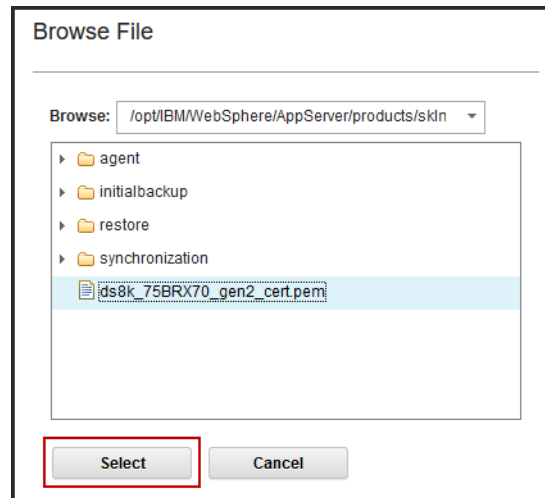 Browse File
Browse: /opt/IBM/WebSphere/AppServer/products/skln
agent
initialbackup
restore
synchronization
ds8k_75BRX70_gen2_cert.pem
Select Cancel